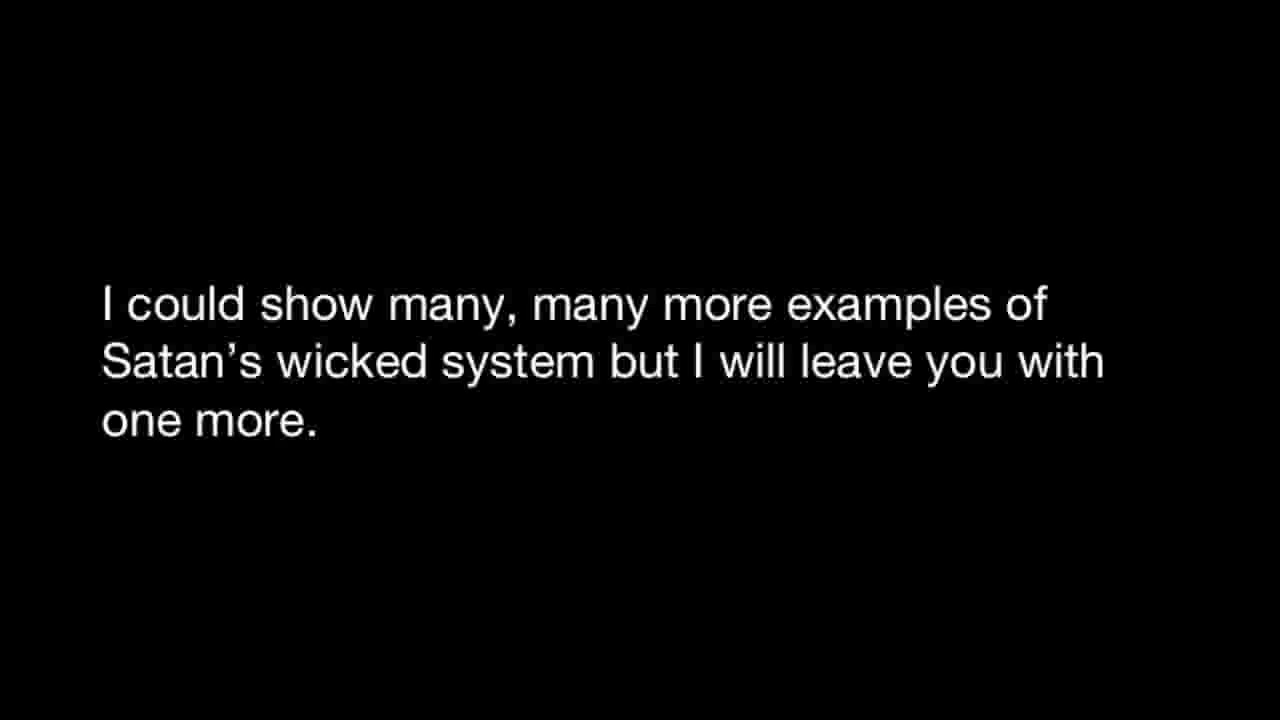 I could show many, many more examples of
Satan’s wicked system but I will leave you with
one more.